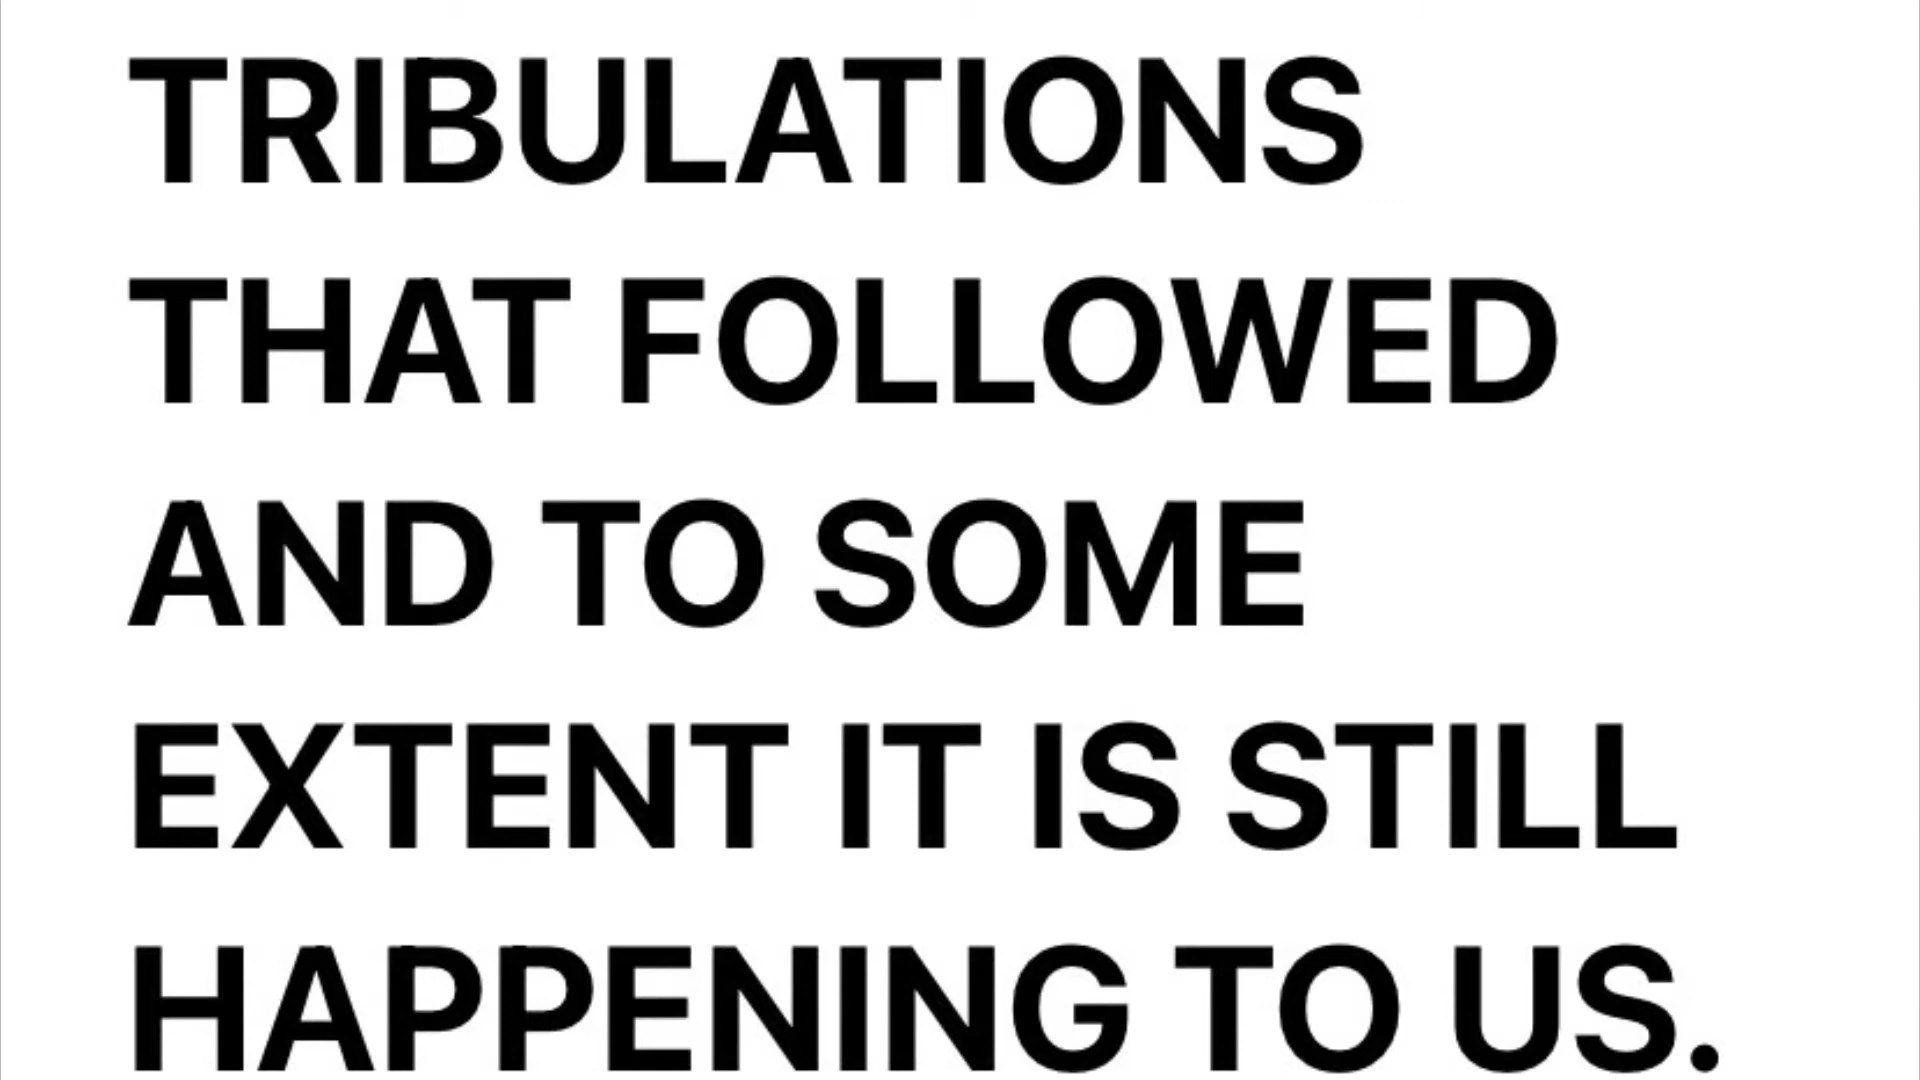 TRIBULATIONS
THAT FOLLOWED
AND TO SOME
EXTENT IT IS STILL
HAPPENING TO US.